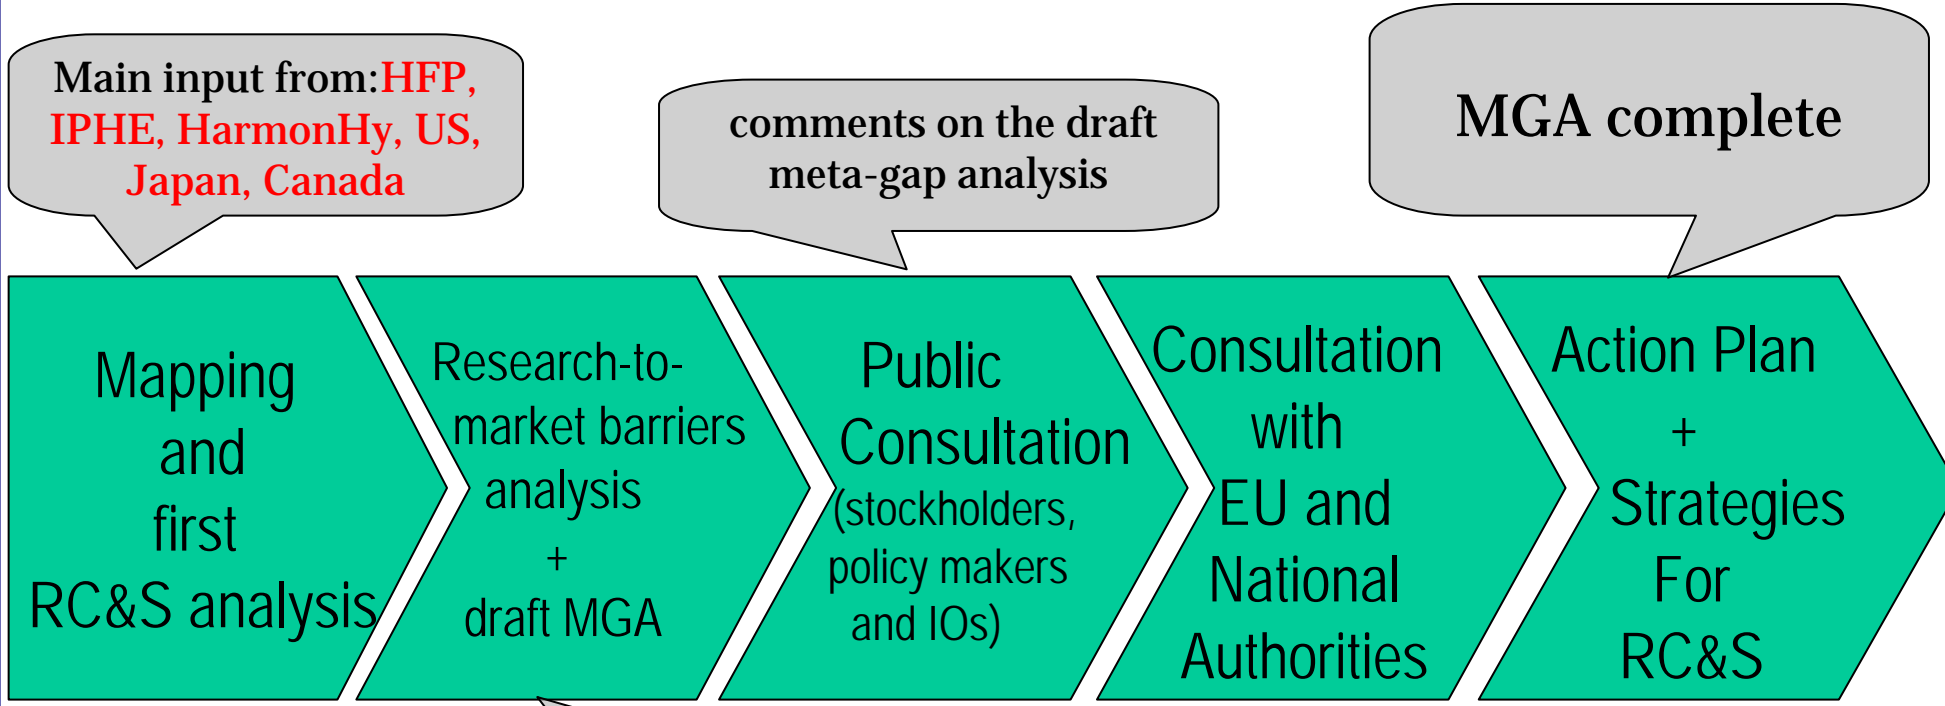 Main input from:HFP,
IPHE, HarmonHy, US,
Japan, Canada
comments on the draft
meta-gap analysis
MGA complete
Mapping
and
first
RC&S analysis
Research-to-
market barriers
analysis
+
draft MGA
Public
Consultation
(stockholders,
policy makers
and IOs)
Consultation
with
EU and
National
Authorities
Action Plan
+
Strategies
For
RC&S